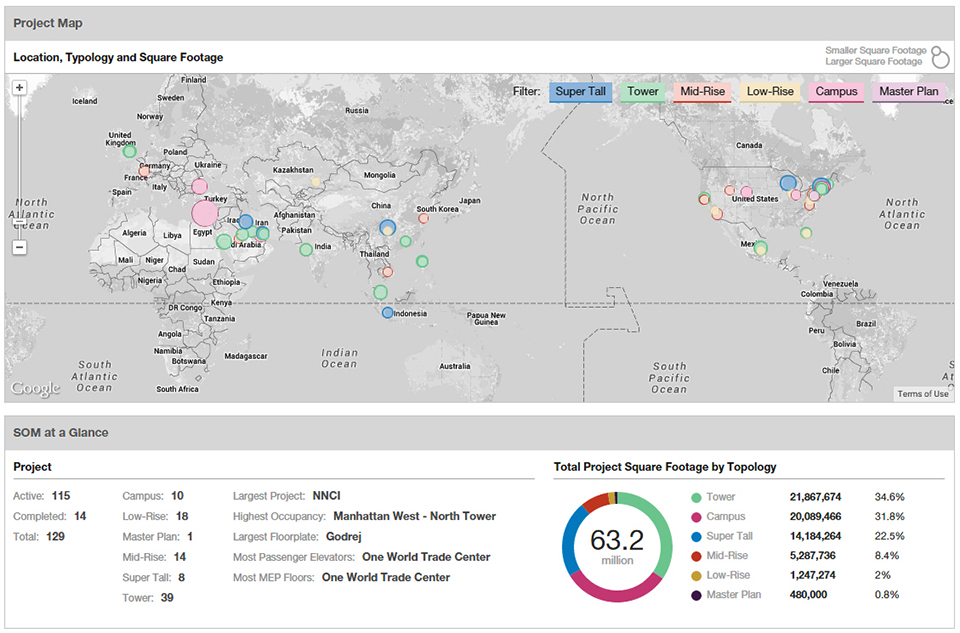 Project Map
Location, Typology and Square Footage
Smaller Square Footage
Larger Square Footage
Filter: Super Tall Tower Mid-Rise Low-Rise Campus Master Plan
+
−
Finland
Iceland
Sweden
Norway
Russia
United
Kingdom
Poland
Germany
Ukraine
France
Kazakhstan
Mongolia
Italy
Spain
Turkey
North
Atlantic
Ocean
Afghanistan
China
Japan
South Korea
Iran
Pakistan
Algeria
Libya
Egypt
India
Mali
Niger
Sudan
Thailand
Chad
Nigeria
Ethiopia
Kenya
DR Congo
Tanzania
Indonesia
Papua New
Guinea
Angola
Namibia
Botswana
Madagascar
Indian
Ocean
South
Atlantic
Ocean
Australia
South Africa
North
Pacific
Ocean
Canada
United States
North
Atlantic
Ocean
Venezuela
Colombia
Peru
Brazil
Bolivia
Chile
South
Pacific
Ocean
Google
Terms of Use
SOM at a Glance
Project
Active: 115
Completed: 14
Total: 129
Campus: 10
Low-Rise: 18
Master Plan: 1
Mid-Rise: 14
Super Tall: 8
Tower: 39
Largest Project: NNCI
Highest Occupancy: Manhattan West - North Tower
Largest Floorplate: Godrej
Most Passenger Elevators: One World Trade Center
Most MEP Floors: One World Trade Center
Total Project Square Footage by Topology
63.2
million
Tower 21,867,674 34.6%
Campus 20,089,466 31.8%
Super Tall 14,184,264 22.5%
Mid-Rise 5,287,736 8.4%
Low-Rise 1,247,274 2%
Master Plan 480,000 0.8%